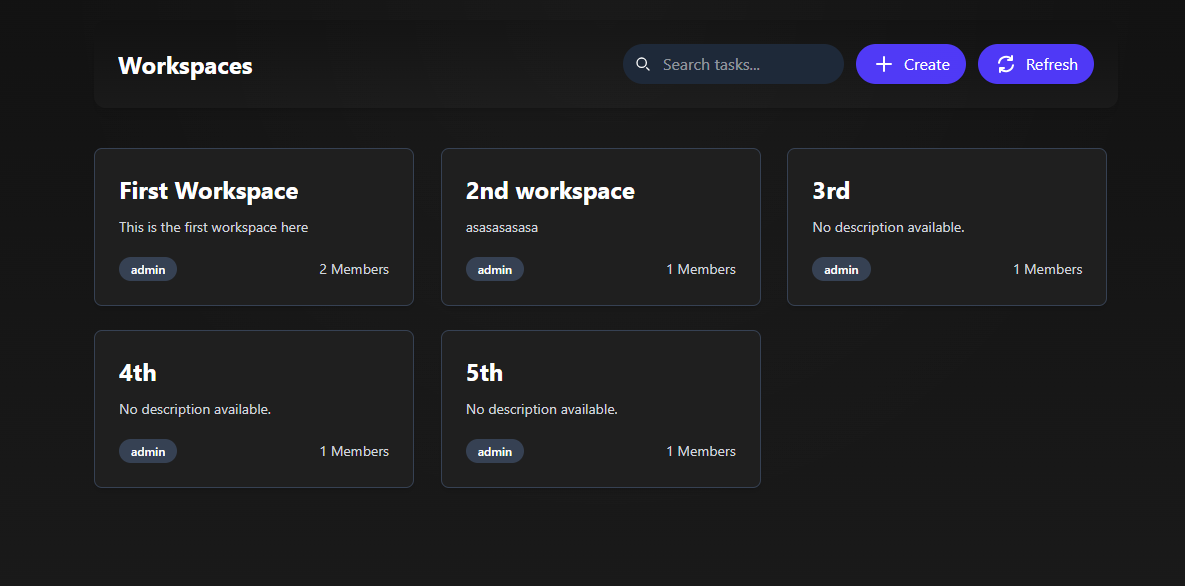 Workspaces
Search tasks...
Create
Refresh
First Workspace
This is the first workspace here
admin
2 Members
2nd workspace
asasasasasa
admin
1 Members
3rd
No description available.
admin
1 Members
4th
No description available.
admin
1 Members
5th
No description available.
admin
1 Members